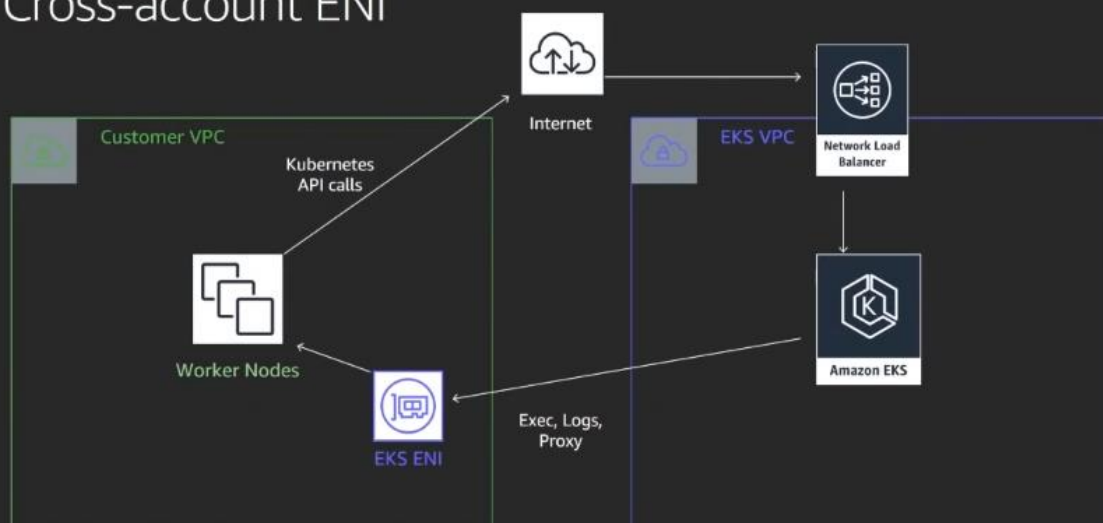 Cross-account ENI
Internet
Customer VPC
EKS VPC
Network Load
Balancer
Kubernetes
API calls
Worker Nodes
Amazon EKS
Exec, Logs,
Proxy
EKS ENI